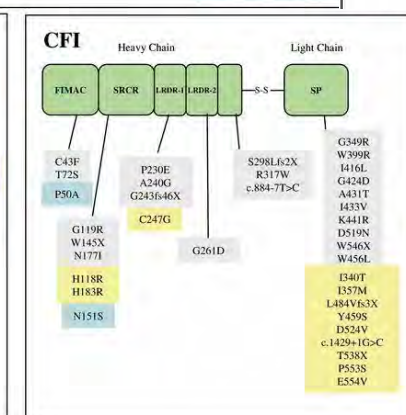 CFI
Heavy Chain
Light Chain
FIMAC
SRCR
LRDR-1
LRDR-2
S-S
SP
C43F
T72S
P50A
G119R
W145X
N177I
H118R
H183R
N151S
P230E
A240G
G243fs46X
C247G
G261D
S298Lfs2X
R317W
c.884-7T>C
G349R
W399R
I416L
G424D
A431T
I433V
K441R
D519N
W546X
W456L
I340T
I357M
L484Vfs3X
Y459S
D524V
c.1429+1G>C
T538X
P553S
E554V